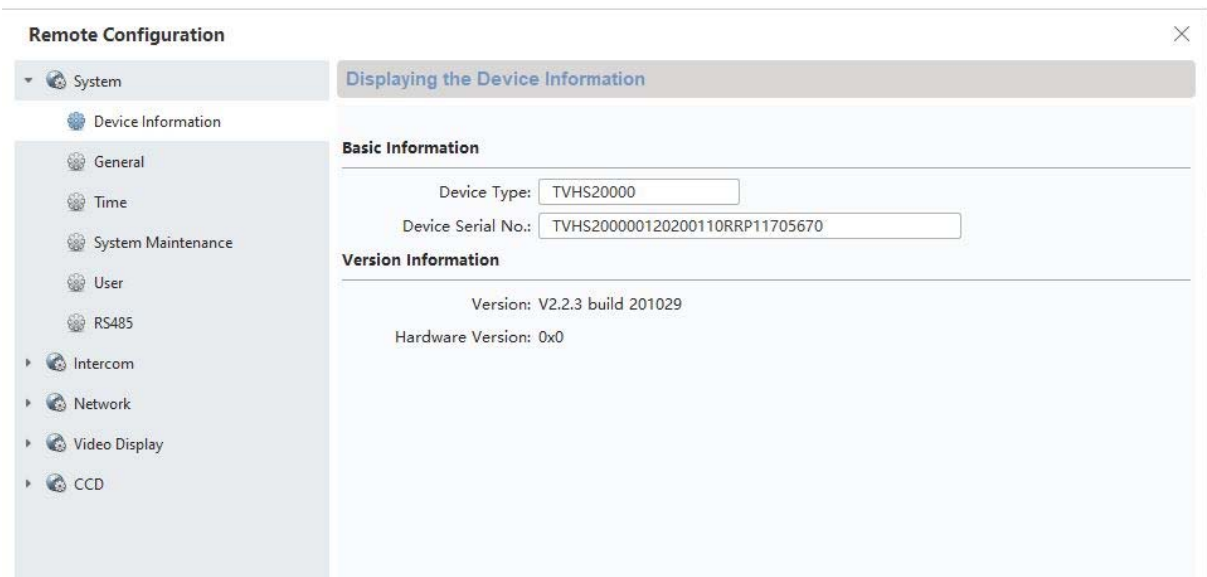 Remote Configuration
System
Device Information
General
Time
System Maintenance
User
RS485
Intercom
Network
Video Display
CCD
Displaying the Device Information
Basic Information
Device Type: TVHS20000
Device Serial No.: TVHS200000120200110RRP11705670
Version Information
Version: V2.2.3 build 201029
Hardware Version: 0x0